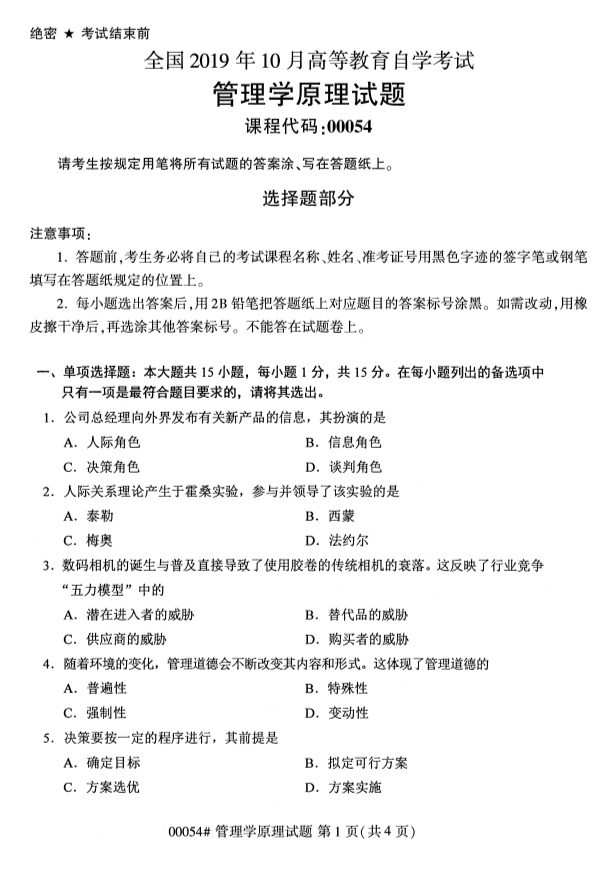 绝密 ★ 考试结束前
全国 2019 年 10 月高等教育自学考试
管理学原理试题
课程代码:00054
请考生按规定用笔将所有试题的答案涂、写在答题纸上。
选择题部分
注意事项:
1. 答题前,考生务必将自己的考试课程名称、姓名、准考证号用黑色字迹的签字笔或钢笔
填写在答题纸规定的位置上。
2. 每小题选出答案后,用 2B 铅笔把答题纸上对应题目的答案标号涂黑。如需改动,用橡
皮擦干净后,再选涂其他答案标号。不能答在试题卷上。
一、单项选择题:本大题共 15 小题,每小题 1 分,共 15 分。在每小题列出的备选项中
只有一项是最符合题目要求的,请将其选出。
1. 公司总经理向外界发布有关新产品的信息,其扮演的是
A. 人际角色 B. 信息角色
C. 决策角色 D. 谈判角色
2. 人际关系理论产生于霍桑实验,参与并领导了该实验的是
A. 泰勒 B. 西蒙
C. 梅奥 D. 法约尔
3. 数码相机的诞生与普及直接导致了使用胶卷的传统相机的衰落。这反映了行业竞争
“五力模型”中的
A. 潜在进入者的威胁 B. 替代品的威胁
C. 供应商的威胁 D. 购买者的威胁
4. 随着环境的变化,管理道德会不断改变其内容和形式。这体现了管理道德的
A. 普遍性 B. 特殊性
C. 强制性 D. 变动性
5. 决策要按一定的程序进行,其前提是
A. 确定目标 B. 拟定可行方案
C. 方案选优 D. 方案实施
00054# 管理学原理试题 第 1 页(共 4 页)